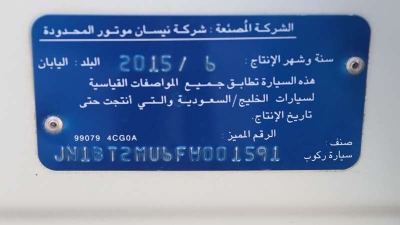 الشركة المصنعة : شركة نيسان موتور المحدودة
سنة وشهر الإنتاج: 2015/ 6 البلد: اليابان
هذه السيارة تطابق جميع المواصفات القياسية
لسيارات الخليج/السعودية والتي أنتجت حتى
تاريخ الإنتاج.
99079 4CG0A الرقم المميز:
صنف:
JN1BT2MU6FW001591 سيارة ركوب